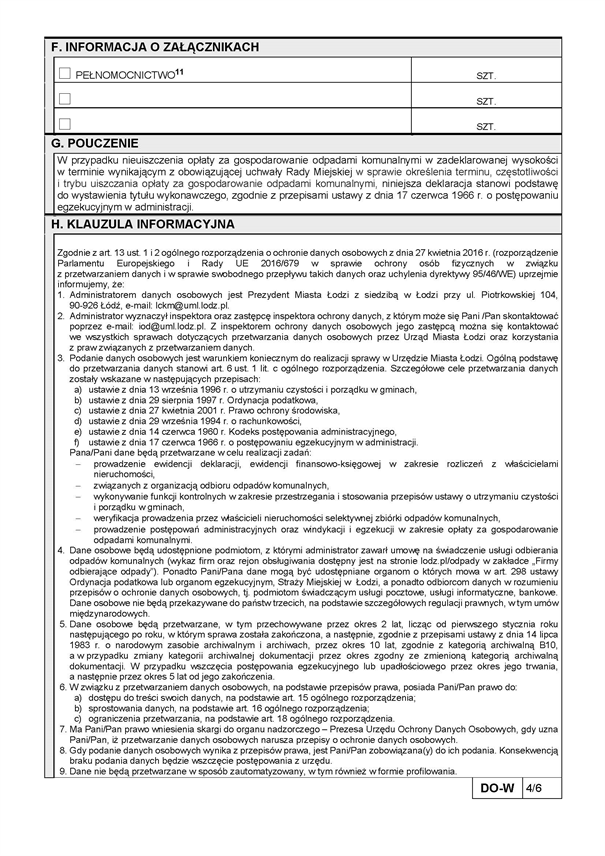 F. INFORMACJA O ZAŁĄCZNIKACH
PEŁNOMOCNICTWO11
SZT.
SZT.
SZT.
G. POUCZENIE
W przypadku nieuiszczenia opłaty za gospodarowanie odpadami komunalnymi w zadeklarowanej wysokości
w terminie wynikającym z obowiązującej uchwały Rady Miejskiej w sprawie określenia terminu, częstotliwości
i trybu uiszczania opłaty za gospodarowanie odpadami komunalnymi, niniejsza deklaracja stanowi podstawę
do wystawienia tytułu wykonawczego, zgodnie z przepisami ustawy z dnia 17 czerwca 1966 r. o postępowaniu
egzekucyjnym w administracji.
H. KLAUZULA INFORMACYJNA
Zgodnie z art. 13 ust. 1 i 2 ogólnego rozporządzenia o ochronie danych osobowych z dnia 27 kwietnia 2016 r. (rozporządzenie
Parlamentu Europejskiego i Rady UE 2016/679 w sprawie ochrony osób fizycznych w związku
z przetwarzaniem danych i w sprawie swobodnego przepływu takich danych oraz uchylenia dyrektywy 95/46/WE) uprzejmie
informujemy, że:
1. Administratorem danych osobowych jest Prezydent Miasta Łodzi z siedzibą w Łodzi przy ul. Piotrkowskiej 104,
90-926 Łódź, e-mail: lckm@uml.lodz.pl.
2. Administrator wyznaczył inspektora oraz zastępcę inspektora ochrony danych, z którym może się Pani /Pan skontaktować
poprzez e-mail: iod@uml.lodz.pl. Z inspektorem ochrony danych osobowych jego zastępcą można się kontaktować
we wszystkich sprawach dotyczących przetwarzania danych osobowych przez Urząd Miasta Łodzi oraz korzystania
z praw związanych z przetwarzaniem danych.
3. Podanie danych osobowych jest warunkiem koniecznym do realizacji sprawy w Urzędzie Miasta Łodzi. Ogólną podstawę
do przetwarzania danych stanowi art. 6 ust. 1 lit. c ogólnego rozporządzenia. Szczegółowe cele przetwarzania danych
zostały wskazane w następujących przepisach:
a) ustawie z dnia 13 września 1996 r. o utrzymaniu czystości i porządku w gminach,
b) ustawie z dnia 29 sierpnia 1997 r. Ordynacja podatkowa,
c) ustawie z dnia 27 kwietnia 2001 r. Prawo ochrony środowiska,
d) ustawie z dnia 29 września 1994 r. o rachunkowości,
e) ustawie z dnia 14 czerwca 1960 r. Kodeks postępowania administracyjnego,
f) ustawie z dnia 17 czerwca 1966 r. o postępowaniu egzekucyjnym w administracji.
Pana/Pani dane będą przetwarzane w celu realizacji zadań:
– prowadzenie ewidencji deklaracji, ewidencji finansowo-księgowej w zakresie rozliczeń z właścicielami
nieruchomości,
– związanych z organizacją odbioru odpadów komunalnych,
– wykonywanie funkcji kontrolnych w zakresie przestrzegania i stosowania przepisów ustawy o utrzymaniu czystości
i porządku w gminach,
– weryfikacja prowadzenia przez właścicieli nieruchomości selektywnej zbiórki odpadów komunalnych,
– prowadzenie postępowań administracyjnych oraz windykacji i egzekucji w zakresie opłaty za gospodarowanie
odpadami komunalnymi.
4. Dane osobowe będą udostępnione podmiotom, z którymi administrator zawarł umowę na świadczenie usługi odbierania
odpadów komunalnych (wykaz firm oraz rejon obsługiwania dostępny jest na stronie lodz.pl/odpady w zakładce „Firmy
odbierające odpady”). Ponadto Pani/Pana dane mogą być udostępniane organom o których mowa w art. 298 ustawy
Ordynacja podatkowa lub organom egzekucyjnym, Straży Miejskiej w Łodzi, a ponadto odbiorcom danych w rozumieniu
przepisów o ochronie danych osobowych, tj. podmiotom świadczącym usługi pocztowe, usługi informatyczne, bankowe.
Dane osobowe nie będą przekazywane do państw trzecich, na podstawie szczegółowych regulacji prawnych, w tym umów
międzynarodowych.
5. Dane osobowe będą przetwarzane, w tym przechowywane przez okres 2 lat, licząc od pierwszego stycznia roku
następującego po roku, w którym sprawa została zakończona, a następnie, zgodnie z przepisami ustawy z dnia 14 lipca
1983 r. o narodowym zasobie archiwalnym i archiwach, przez okres 10 lat, zgodnie z kategorią archiwalną B10,
a w przypadku zmiany kategorii archiwalnej dokumentacji przez okres zgodny ze zmienioną kategorią archiwalną
dokumentacji. W przypadku wszczęcia postępowania egzekucyjnego lub upadłościowego przez okres jego trwania,
a następnie przez okres 5 lat od jego zakończenia.
6. W związku z przetwarzaniem danych osobowych, na podstawie przepisów prawa, posiada Pani/Pan prawo do:
a) dostępu do treści swoich danych, na podstawie art. 15 ogólnego rozporządzenia;
b) sprostowania danych, na podstawie art. 16 ogólnego rozporządzenia;
c) ograniczenia przetwarzania, na podstawie art. 18 ogólnego rozporządzenia.
7. Ma Pani/Pan prawo wniesienia skargi do organu nadzorczego – Prezesa Urzędu Ochrony Danych Osobowych, gdy uzna
Pani/Pan, iż przetwarzanie danych osobowych narusza przepisy o ochronie danych osobowych.
8. Gdy podanie danych osobowych wynika z przepisów prawa, jest Pani/Pan zobowiązana(y) do ich podania. Konsekwencją
braku podania danych będzie wszczęcie postępowania z urzędu.
9. Dane nie będą przetwarzane w sposób zautomatyzowany, w tym również w formie profilowania.
DO-W 4/6